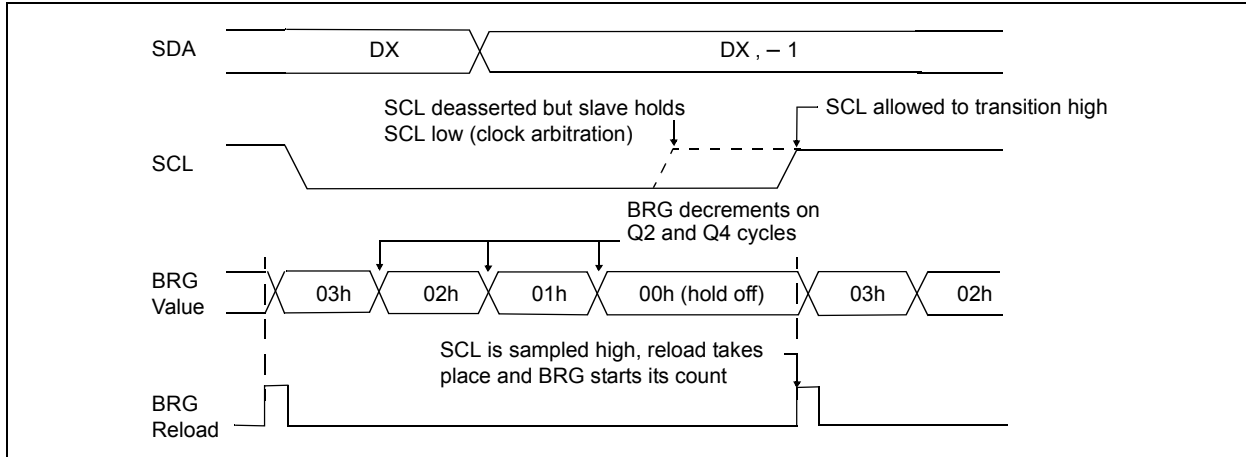 SDA
DX
DX , – 1
SCL deasserted but slave holds
SCL low (clock arbitration)
SCL allowed to transition high
SCL
BRG decrements on
Q2 and Q4 cycles
BRG
Value
03h
02h
01h
00h (hold off)
03h
02h
SCL is sampled high, reload takes
place and BRG starts its count
BRG
Reload